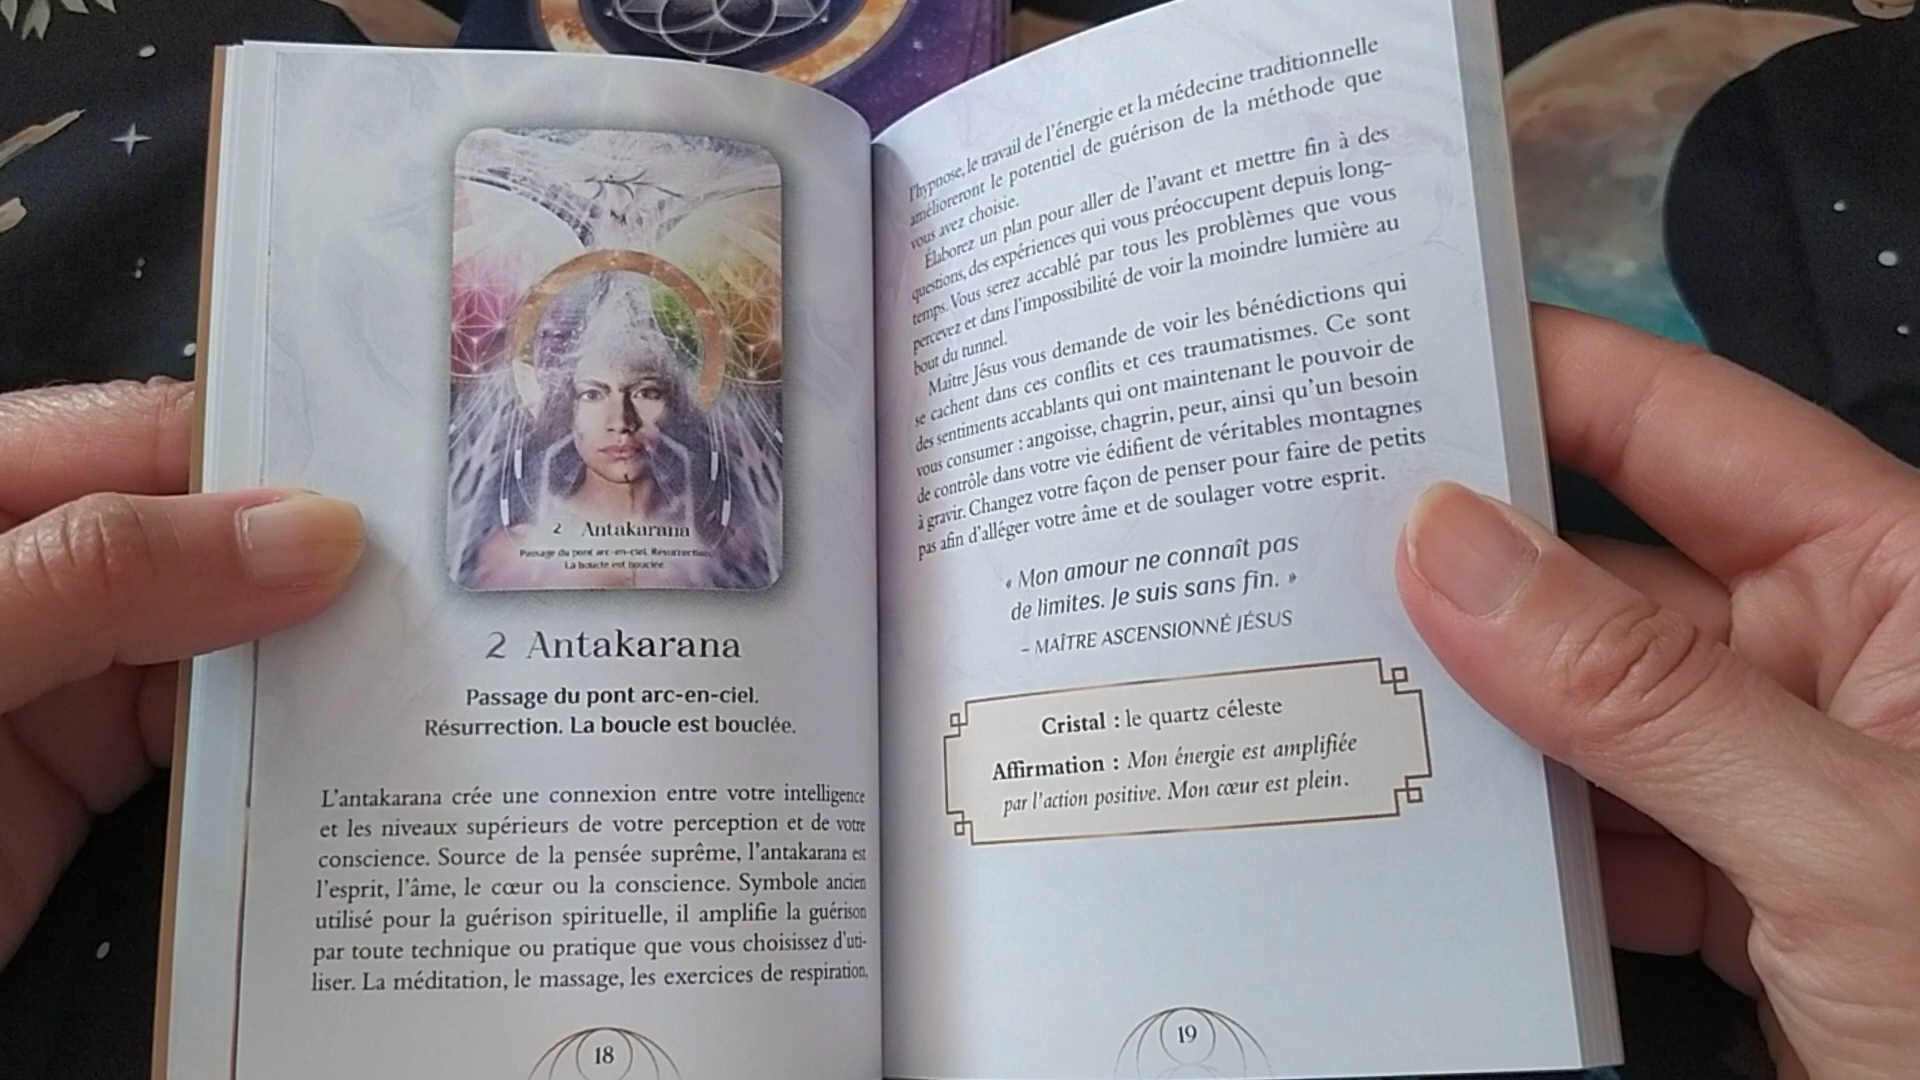 2 Antakarana
Passage du pont arc-en-ciel. Résurrection.
La boucle est bouclée.
2 Antakarana
Passage du pont arc-en-ciel.
Résurrection. La boucle est bouclée.
L'antakarana crée une connexion entre votre intelligence
et les niveaux supérieurs de votre perception et de votre
conscience. Source de la pensée suprême, l'antakarana est
l'esprit, l'âme, le cœur ou la conscience. Symbole ancien
utilisé pour la guérison spirituelle, il amplifie la guérison
par toute technique ou pratique que vous choisissez d'uti-
liser. La méditation, le massage, les exercices de respiration,
18
l'hypnose, le travail de l'énergie et la médecine traditionnelle
amélioreront le potentiel de guérison de la méthode que
vous avez choisie.
Élaborez un plan pour aller de l'avant et mettre fin à des
questions, des expériences qui vous préoccupent depuis long-
temps. Vous serez accablé par tous les problèmes que vous
percevez et dans l'impossibilité de voir la moindre lumière au
bout du tunnel.
Maître Jésus vous demande de voir les bénédictions qui
se cachent dans ces conflits et ces traumatismes. Ce sont
des sentiments accablants qui ont maintenant le pouvoir de
vous consumer : angoisse, chagrin, peur, ainsi qu'un besoin
de contrôle dans votre vie édifient de véritables montagnes
à gravir. Changez votre façon de penser pour faire de petits
pas afin d'alléger votre âme et de soulager votre esprit.
« Mon amour ne connaît pas
de limites. Je suis sans fin. »
– MAÎTRE ASCENSIONNÉ JÉSUS
Cristal : le quartz céleste
Affirmation : Mon énergie est amplifiée
par l'action positive. Mon cœur est plein.
19